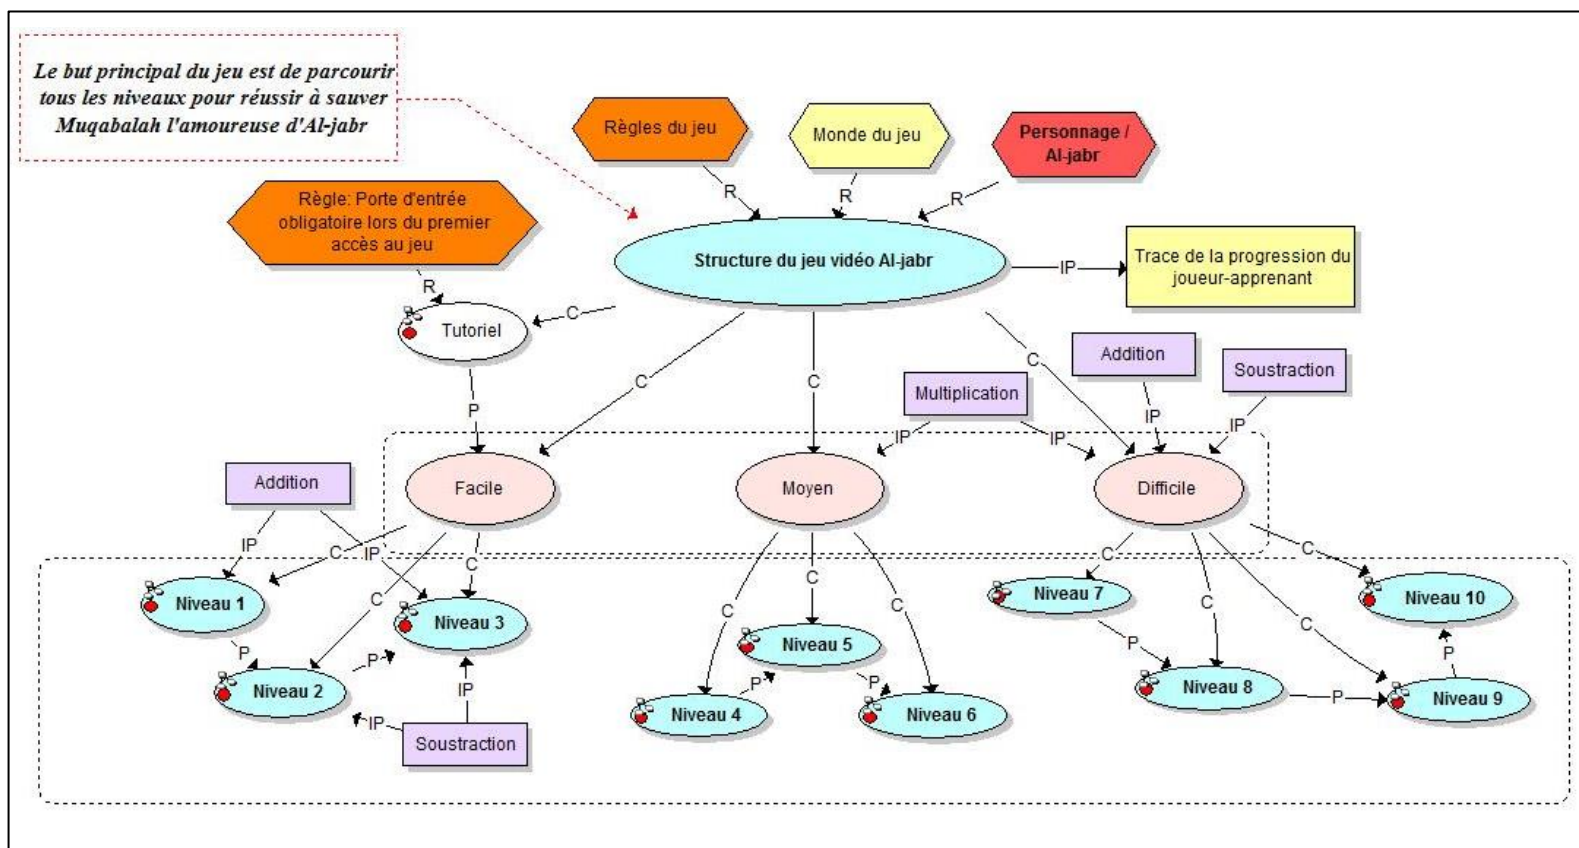 Le but principal du jeu est de parcourir
tous les niveaux pour réussir à sauver
Muqabalah l'amoureuse d'Al-jabr
Règles du jeu
Monde du jeu
Personnage /
Al-jabr
R
R
R
Règle: Porte d'entrée
obligatoire lors du premier
accès au jeu
Structure du jeu vidéo Al-jabr
IP
Trace de la progression du
joueur-apprenant
R
Tutoriel
C
C
C
C
P
Multiplication
Addition
Soustraction
IP
IP
IP
IP
Addition
Facile
Moyen
Difficile
IP
C
IP
C
C
C
C
C
C
C
C
C
Niveau 1
Niveau 2
Niveau 3
P
P
IP
IP
Soustraction
Niveau 4
Niveau 5
Niveau 6
P
P
Niveau 7
Niveau 8
Niveau 9
Niveau 10
P
P
P